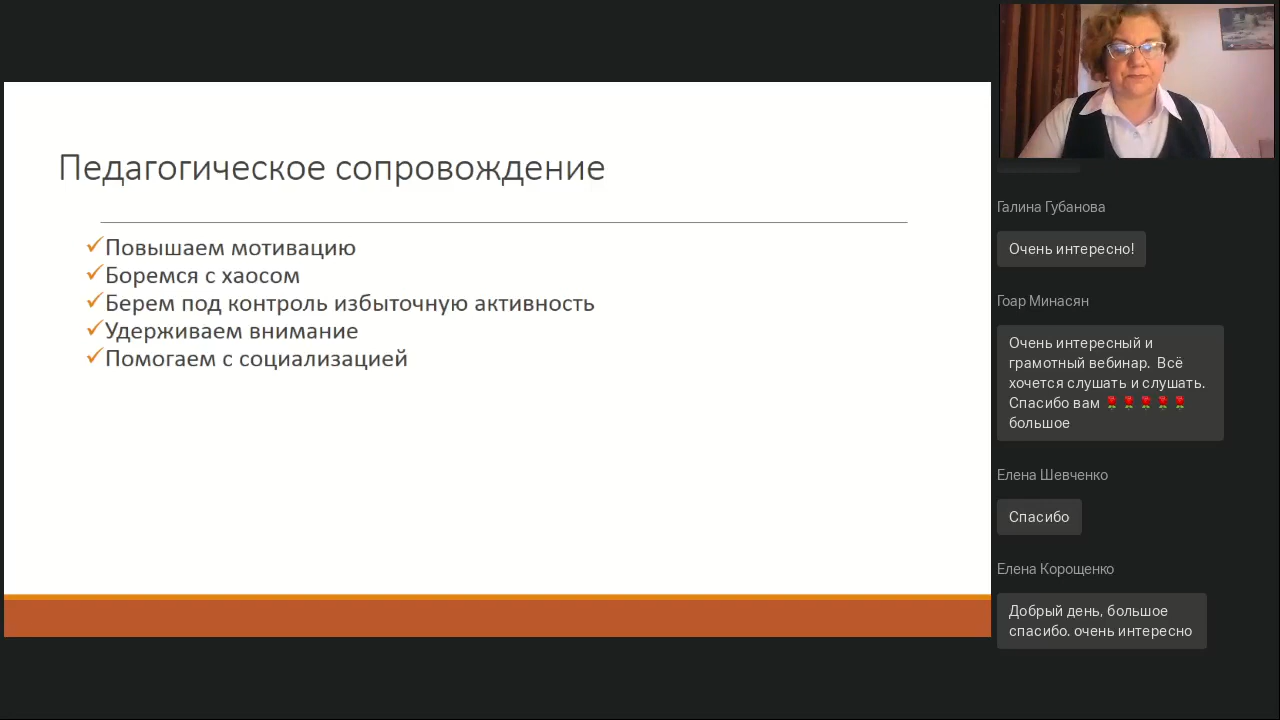 Педагогическое сопровождение
Повышаем мотивацию
Боремся с хаосом
Берем под контроль избыточную активность
Удерживаем внимание
Помогаем с социализацией
Галина Губанова
Очень интересно!
Гоар Минасян
Очень интересный и
грамотный вебинар. Всё
хочется слушать и слушать.
Спасибо вам 🌹🌹🌹🌹🌹
большое
Елена Шевченко
Спасибо
Елена Корощенко
Добрый день, большое
спасибо. очень интересно